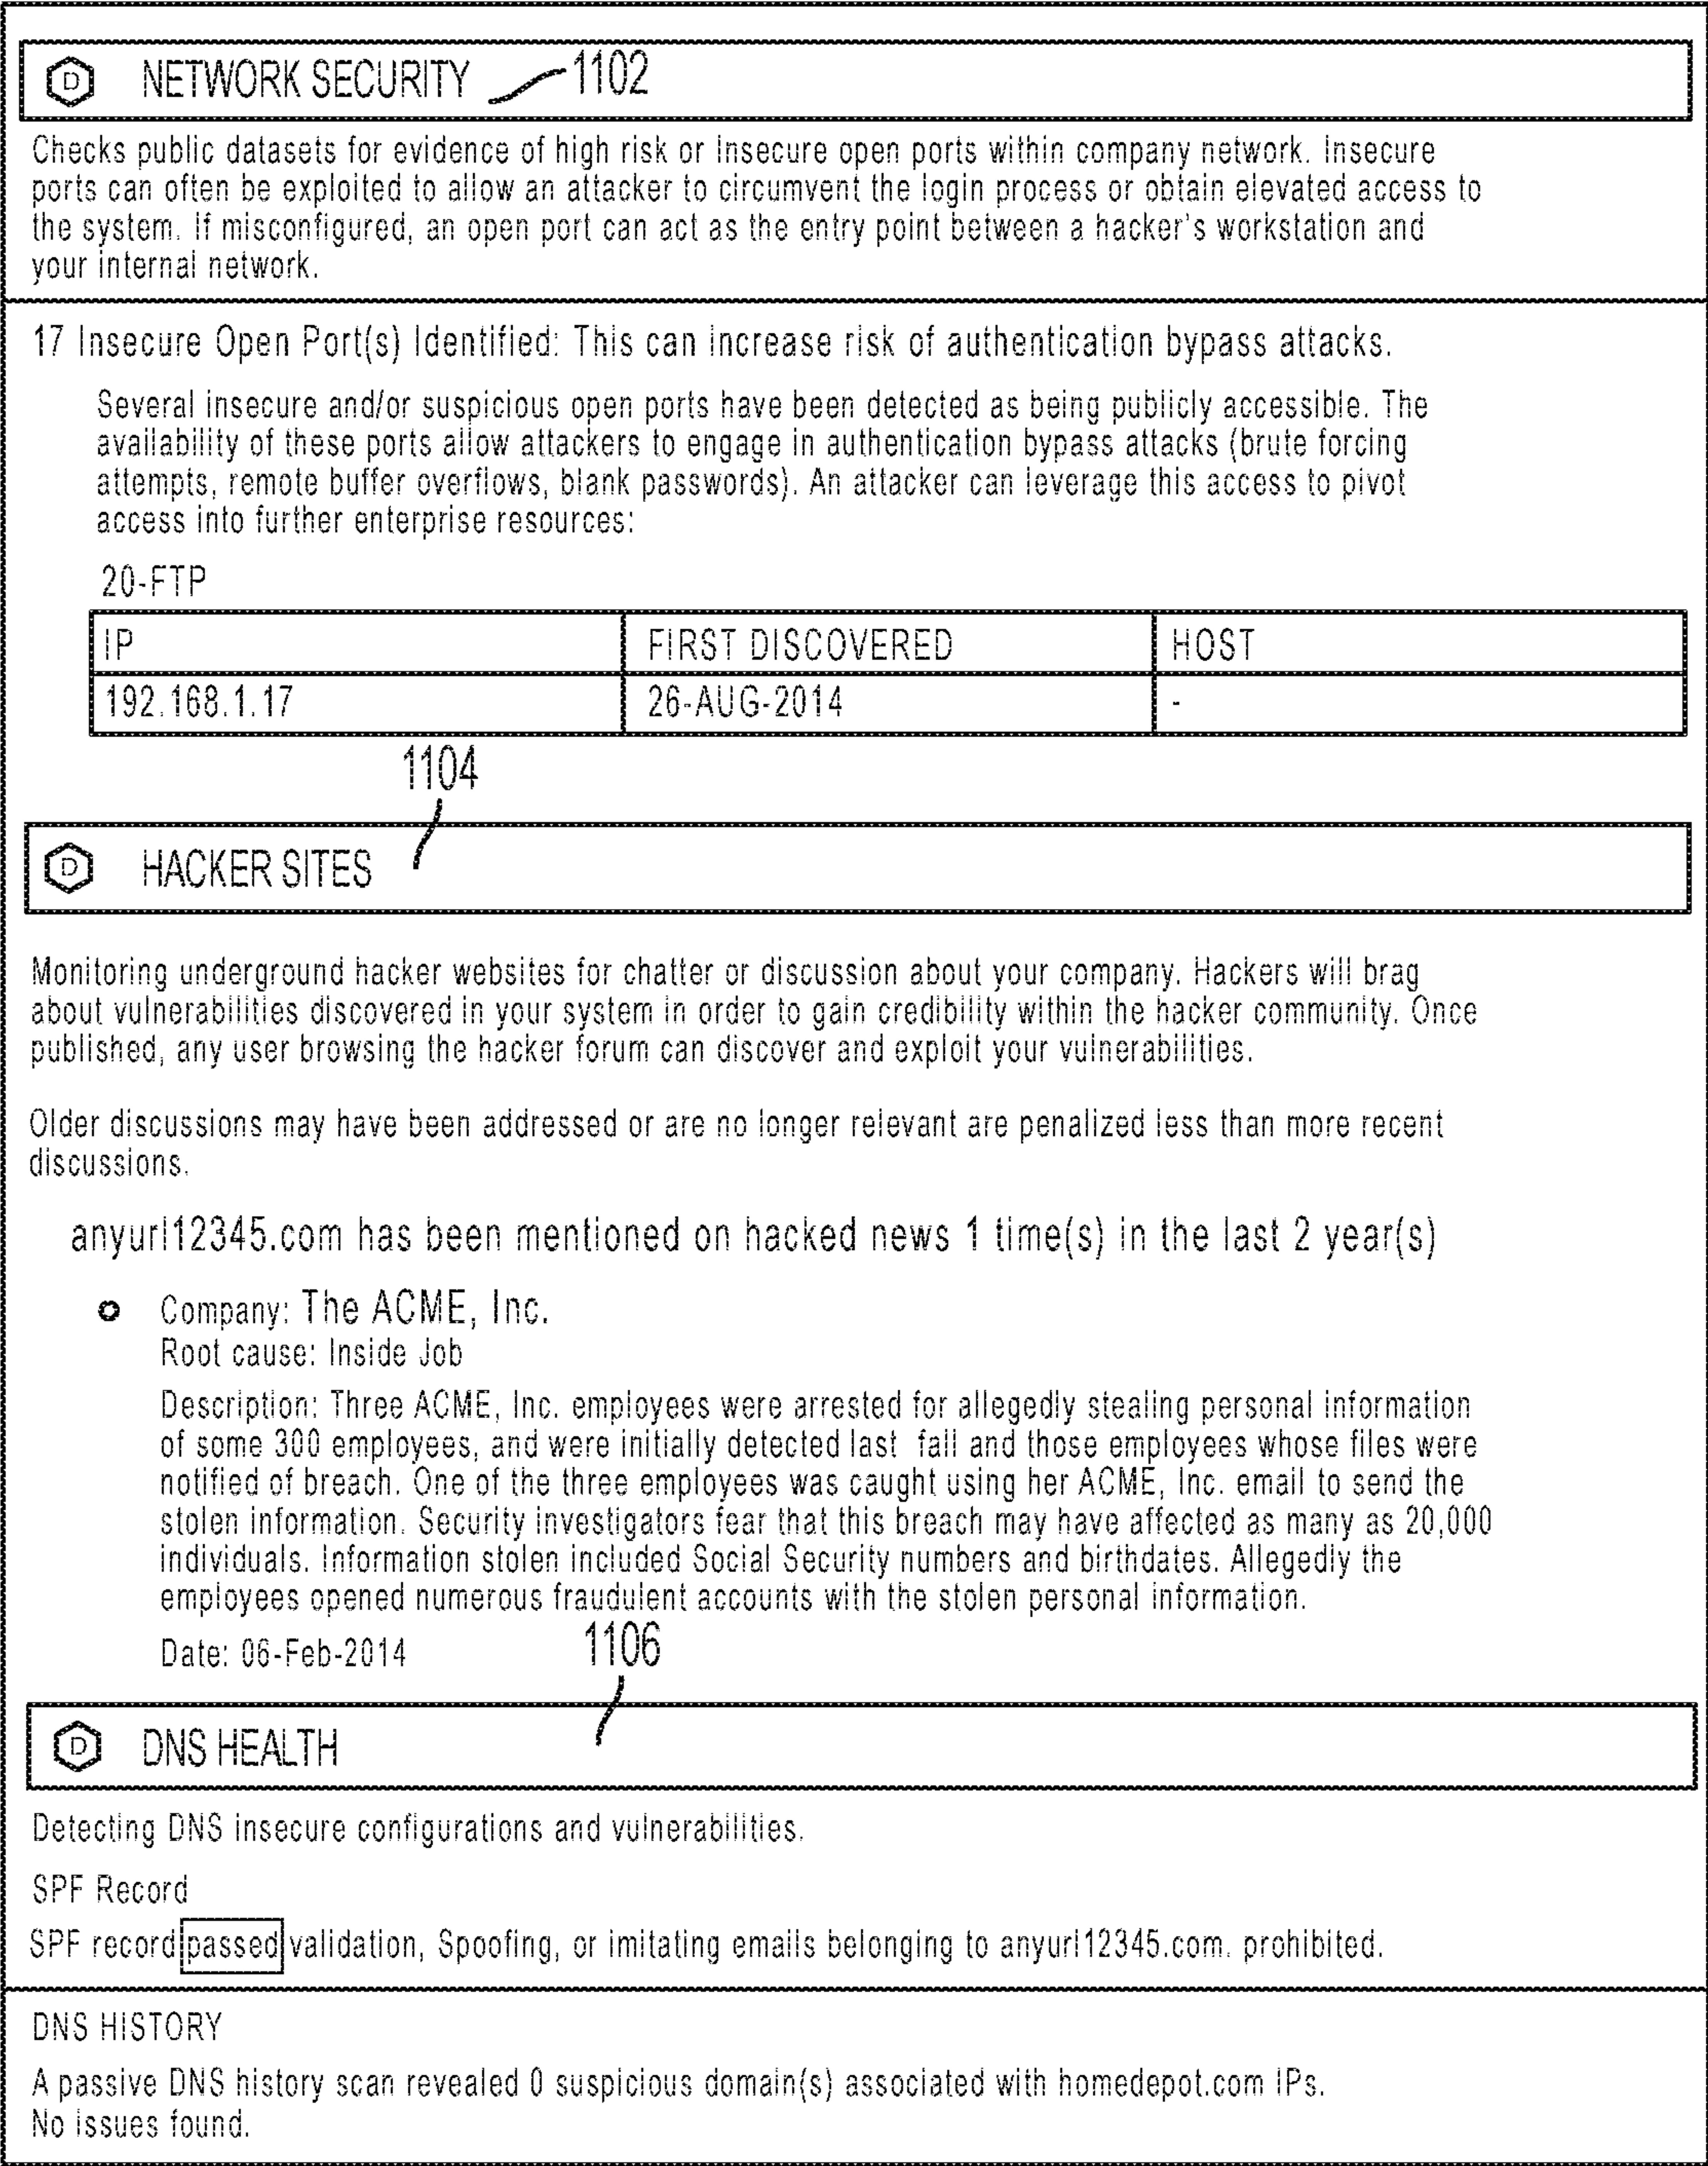 D NETWORK SECURITY 1102
Checks public datasets for evidence of high risk or insecure open ports within company network. Insecure
ports can often be exploited to allow an attacker to circumvent the login process or obtain elevated access to
the system. If misconfigured, an open port can act as the entry point between a hacker's workstation and
your internal network.
17 Insecure Open Port(s) Identified: This can increase risk of authentication bypass attacks.
Several insecure and/or suspicious open ports have been detected as being publicly accessible. The
availability of these ports allow attackers to engage in authentication bypass attacks (brute forcing
attempts, remote buffer overflows, blank passwords). An attacker can leverage this access to pivot
access into further enterprise resources:
20-FTP
IP FIRST DISCOVERED HOST
192.168.1.17 26-AUG-2014 -
1104
D HACKER SITES
Monitoring underground hacker websites for chatter or discussion about your company. Hackers will brag
about vulnerabilities discovered in your system in order to gain credibility within the hacker community. Once
published, any user browsing the hacker forum can discover and exploit your vulnerabilities.
Older discussions may have been addressed or are no longer relevant are penalized less than more recent
discussions.
anyurl12345.com has been mentioned on hacked news 1 time(s) in the last 2 year(s)
Company: The ACME, Inc.
Root cause: Inside Job
Description: Three ACME, Inc. employees were arrested for allegedly stealing personal information
of some 300 employees, and were initially detected last fall and those employees whose files were
notified of breach. One of the three employees was caught using her ACME, Inc. email to send the
stolen information. Security investigators fear that this breach may have affected as many as 20,000
individuals. Information stolen included Social Security numbers and birthdates. Allegedly the
employees opened numerous fraudulent accounts with the stolen personal information.
Date: 06-Feb-2014
1106
D DNS HEALTH
Detecting DNS insecure configurations and vulnerabilities.
SPF Record
SPF record passed validation, Spoofing, or imitating emails belonging to anyurl12345.com. prohibited.
DNS HISTORY
A passive DNS history scan revealed 0 suspicious domain(s) associated with homedepot.com IPs.
No issues found.